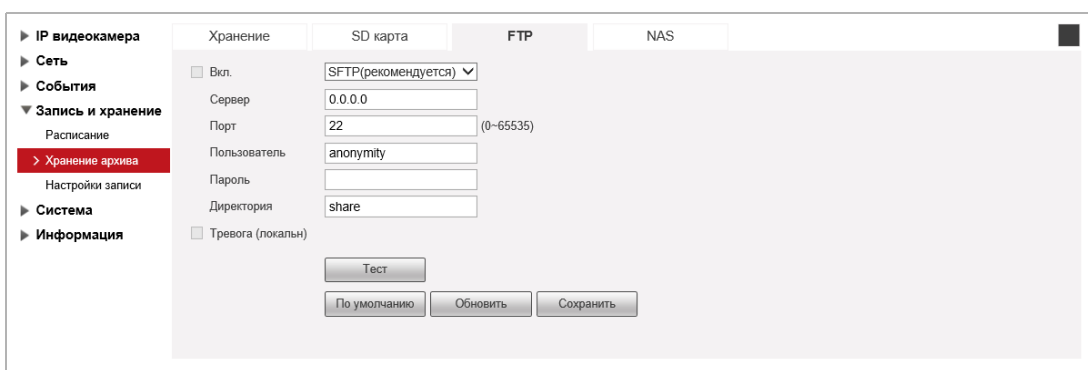 IP видеокамера
Сеть
События
Запись и хранение
Расписание
Хранение архива
Настройки записи
Система
Информация
Хранение SD карта FTP NAS
Вкл. SFTP(рекомендуется)
Сервер 0.0.0.0
Порт 22 (0~65535)
Пользователь anonymity
Пароль
Директория share
Тревога (локальн)
Тест
По умолчанию Обновить Сохранить